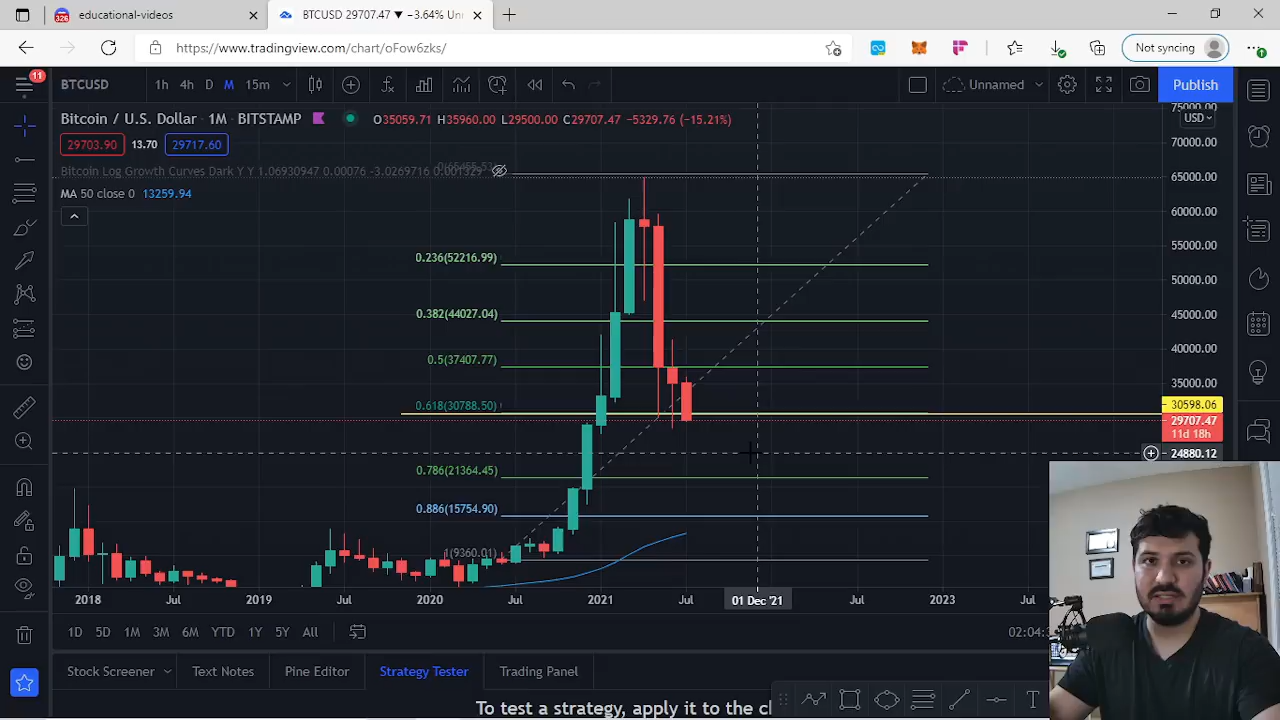 326 educational-videos
BTCUSD 29707.47 ▼ −3.64% Unn
https://www.tradingview.com/chart/oFow6zks/
Not syncing
11
BTCUSD 1h 4h D M 15m
Unnamed
Publish
Bitcoin / U.S. Dollar · 1M · BITSTAMP O35059.71 H35960.00 L29500.00 C29707.47 −5329.76 (−15.21%)
29703.90 13.70 29717.60
Bitcoin Log Growth Curves Dark Y Y 1.06930947 0.00076 -3.0269716 0.001329
0(65455.53)
MA 50 close 0 13259.94
0.236(52216.99)
0.382(44027.04)
0.5(37407.77)
0.618(30788.50)
0.786(21364.45)
0.886(15754.90)
1(9360.01)
75000.00
USD
70000.00
65000.00
60000.00
55000.00
50000.00
45000.00
40000.00
35000.00
30598.06
29707.47
11d 18h
24880.12
2018 Jul 2019 Jul 2020 Jul 2021 Jul 01 Dec '21 Jul 2023 Jul
1D 5D 1M 3M 6M YTD 1Y 5Y All
02:04:
Stock Screener Text Notes Pine Editor Strategy Tester Trading Panel
To test a strategy, apply it to the